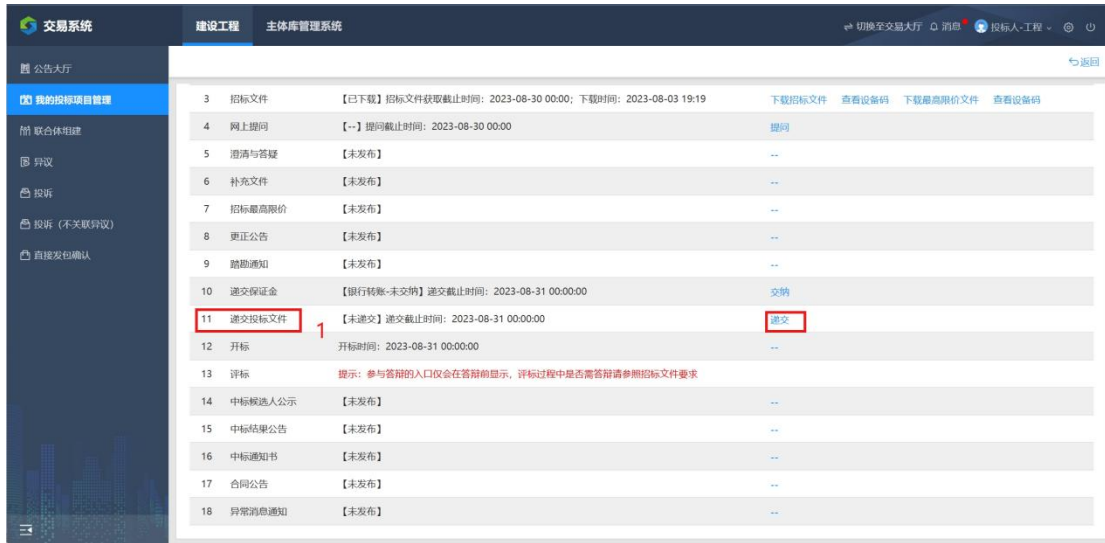 交易系统 建设工程 主体库管理系统 切换至交易大厅 消息 投标人-工程
公告大厅 返回
我的投标项目管理 3 招标文件 【已下载】招标文件获取截止时间：2023-08-30 00:00；下载时间：2023-08-03 19:19 下载招标文件 查看设备码 下载最高限价文件 查看设备码
联合体组建 4 网上提问 【--】提问截止时间：2023-08-30 00:00 提问
异议 5 澄清与答疑 【未发布】 --
投诉 6 补充文件 【未发布】 --
投诉（不关联异议） 7 招标最高限价 【未发布】 --
直接发包确认 8 更正公告 【未发布】 --
9 踏勘通知 【未发布】 --
10 递交保证金 【银行转账-未交纳】递交截止时间：2023-08-31 00:00:00 交纳
11 递交投标文件 1 【未递交】递交截止时间：2023-08-31 00:00:00 递交
12 开标 开标时间：2023-08-31 00:00:00 --
13 评标 提示：参与答辩的入口仅会在答辩前显示，评标过程中是否需答辩请参照招标文件要求
14 中标候选人公示 【未发布】 --
15 中标结果公告 【未发布】 --
16 中标通知书 【未发布】 --
17 合同公告 【未发布】 --
18 异常消息通知 【未发布】 --